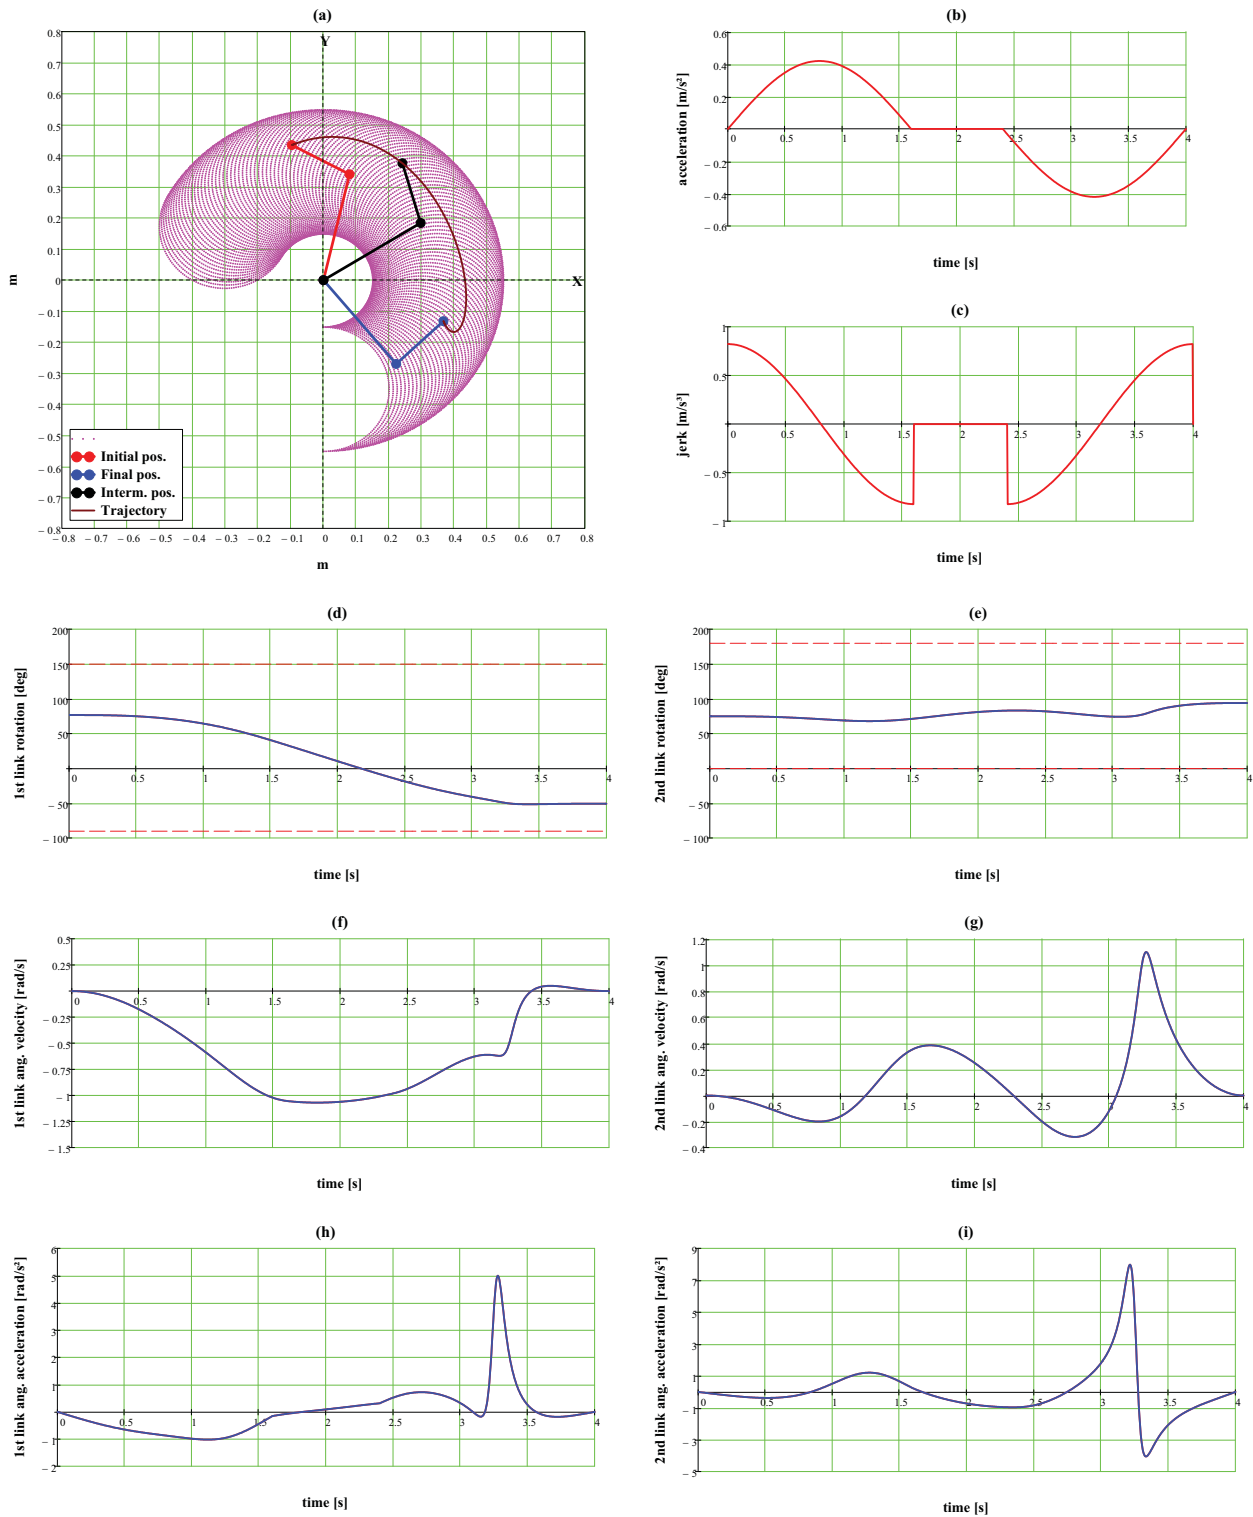 (a)
Y
X
0.8
0.7
0.6
0.5
0.4
0.3
0.2
0.1
0
– 0.1
– 0.2
– 0.3
– 0.4
– 0.5
– 0.6
– 0.7
– 0.8
– 0.8 – 0.7 – 0.6 – 0.5 – 0.4 – 0.3 – 0.2 – 0.1 0 0.1 0.2 0.3 0.4 0.5 0.6 0.7 0.8
m
m
Initial pos.
Final pos.
Interm. pos.
Trajectory
(b)
acceleration [m/s²]
0.6
0.4
0.2
– 0.2
– 0.4
– 0.6
0 0.5 1 1.5 2 2.5 3 3.5 4
time [s]
(c)
jerk [m/s³]
1
0.5
– 0.5
– 1
0 0.5 1 1.5 2 2.5 3 3.5 4
time [s]
(d)
1st link rotation [deg]
200
150
100
50
– 50
– 100
0 0.5 1 1.5 2 2.5 3 3.5 4
time [s]
(e)
2nd link rotation [deg]
200
150
100
50
– 50
– 100
0 0.5 1 1.5 2 2.5 3 3.5 4
time [s]
(f)
1st link ang. velocity [rad/s]
0.5
0.25
– 0.25
– 0.5
– 0.75
– 1
– 1.25
– 1.5
0 0.5 1 1.5 2 2.5 3 3.5 4
time [s]
(g)
2nd link ang. velocity [rad/s]
1.2
1
0.8
0.6
0.4
0.2
– 0.2
– 0.4
0 0.5 1 1.5 2 2.5 3 3.5 4
time [s]
(h)
1st link ang. acceleration [rad/s²]
6
5
4
3
2
1
– 1
– 2
0 0.5 1 1.5 2 2.5 3 3.5 4
time [s]
(i)
2nd link ang. acceleration [rad/s²]
9
7
5
3
1
– 1
– 3
– 5
0 0.5 1 1.5 2 2.5 3 3.5 4
time [s]